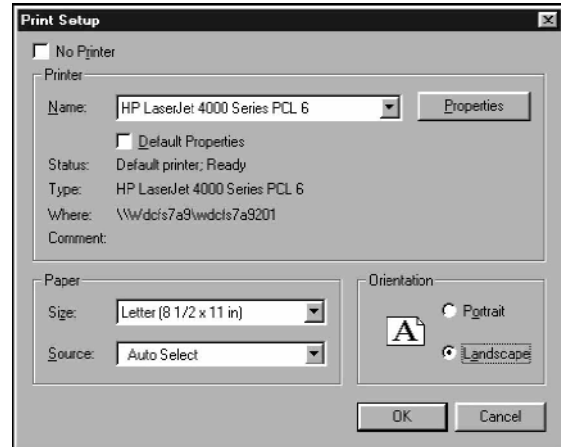 Print Setup
No Printer
Printer
Name: HP LaserJet 4000 Series PCL 6 Properties
Default Properties
Status: Default printer; Ready
Type: HP LaserJet 4000 Series PCL 6
Where: \\Wdcfs7a9\wdcfs7a9201
Comment:
Paper
Size: Letter (8 1/2 x 11 in)
Source: Auto Select
Orientation
A
Portrait
Landscape
OK Cancel